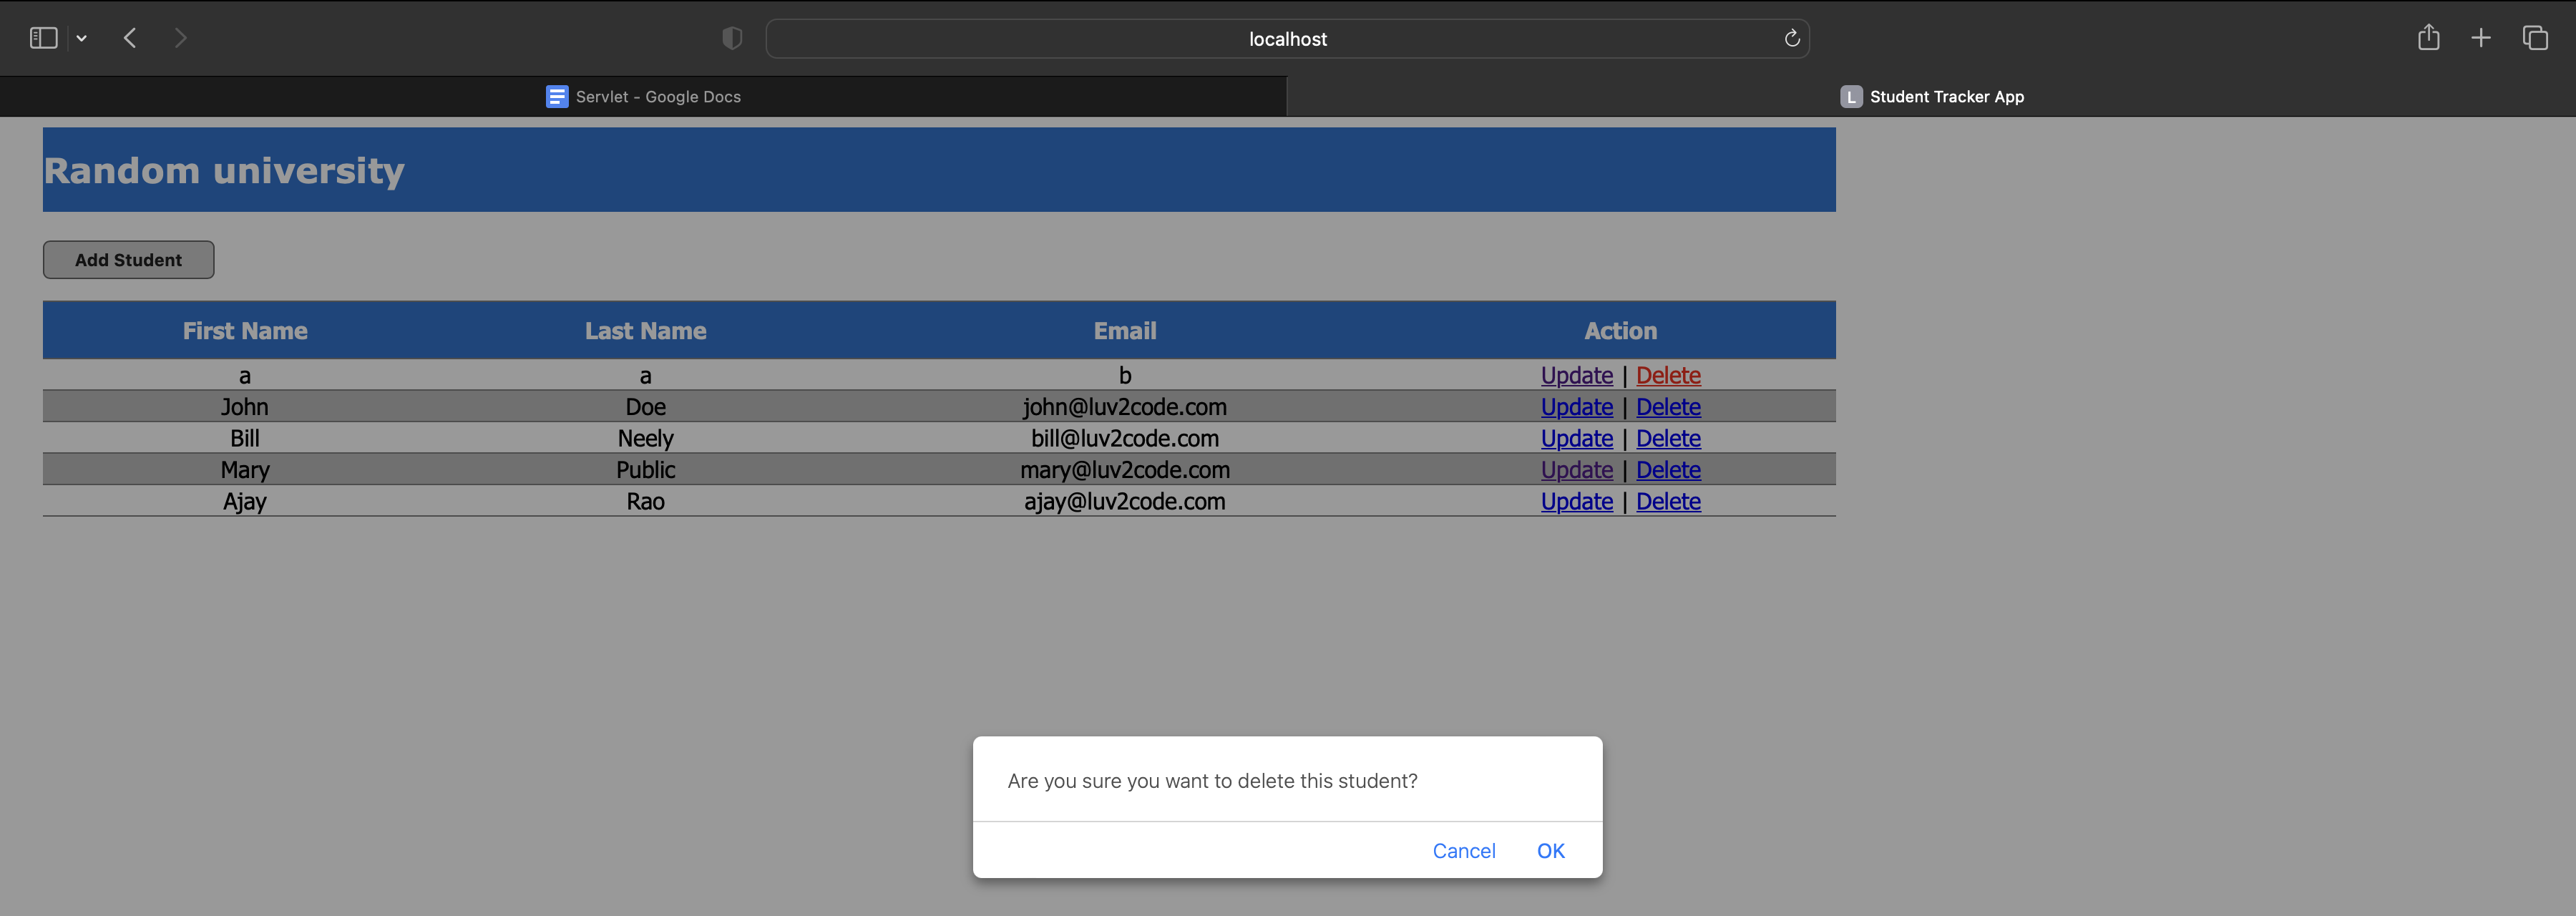 localhost
Servlet - Google Docs
L Student Tracker App
Random university
Add Student
First Name Last Name Email Action
a a b Update | Delete
John Doe john@luv2code.com Update | Delete
Bill Neely bill@luv2code.com Update | Delete
Mary Public mary@luv2code.com Update | Delete
Ajay Rao ajay@luv2code.com Update | Delete
Are you sure you want to delete this student?
Cancel OK